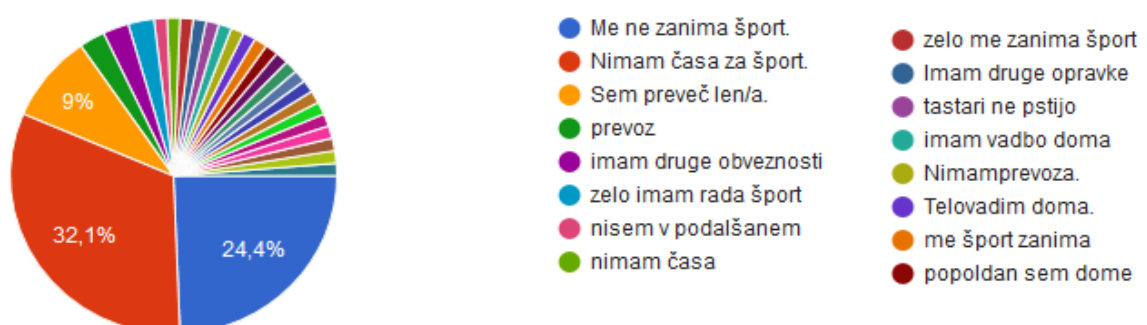 9%
32,1%
24,4%
Me ne zanima šport.
Nimam časa za šport.
Sem preveč len/a.
prevoz
imam druge obveznosti
zelo imam rada šport
nisem v podalšanem
nimam časa
zelo me zanima šport
Imam druge opravke
tastari ne pstijo
imam vadbo doma
Nimamprevoza.
Telovadim doma.
me šport zanima
popoldan sem dome